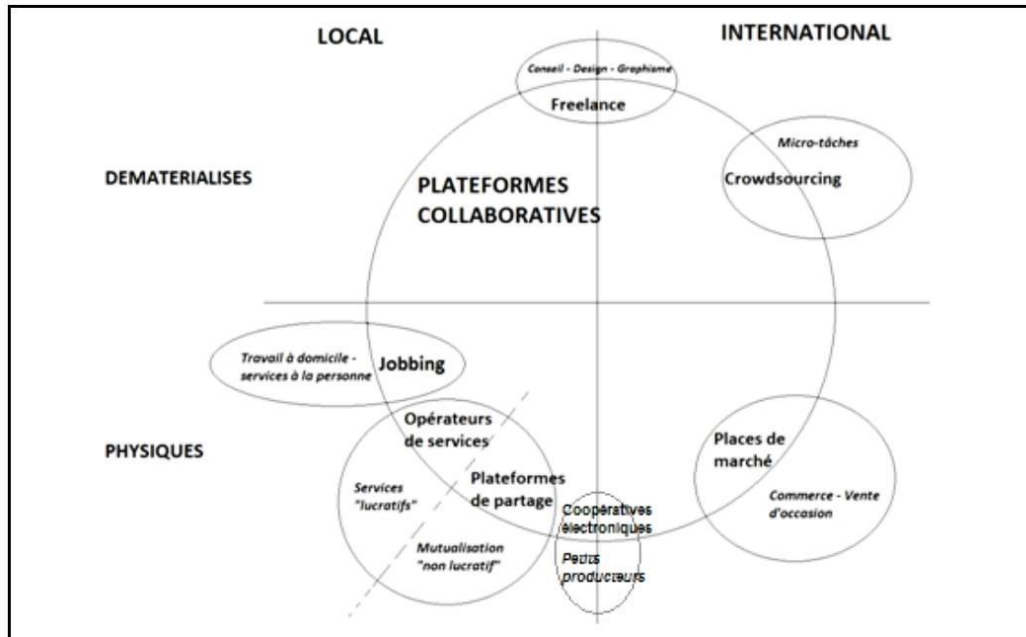 LOCAL
INTERNATIONAL
Conseil - Design - Graphisme
Freelance
Micro-tâches
Crowdsourcing
DEMATERIALISES
PLATEFORMES
COLLABORATIVES
Travail à domicile -
services à la personne
Jobbing
Opérateurs
de services
PHYSIQUES
Plateformes
de partage
Services
"lucratifs"
Mutualisation
"non lucratif"
Coopératives
électroniques
Petits
producteurs
Places de
marché
Commerce - Vente
d'occasion